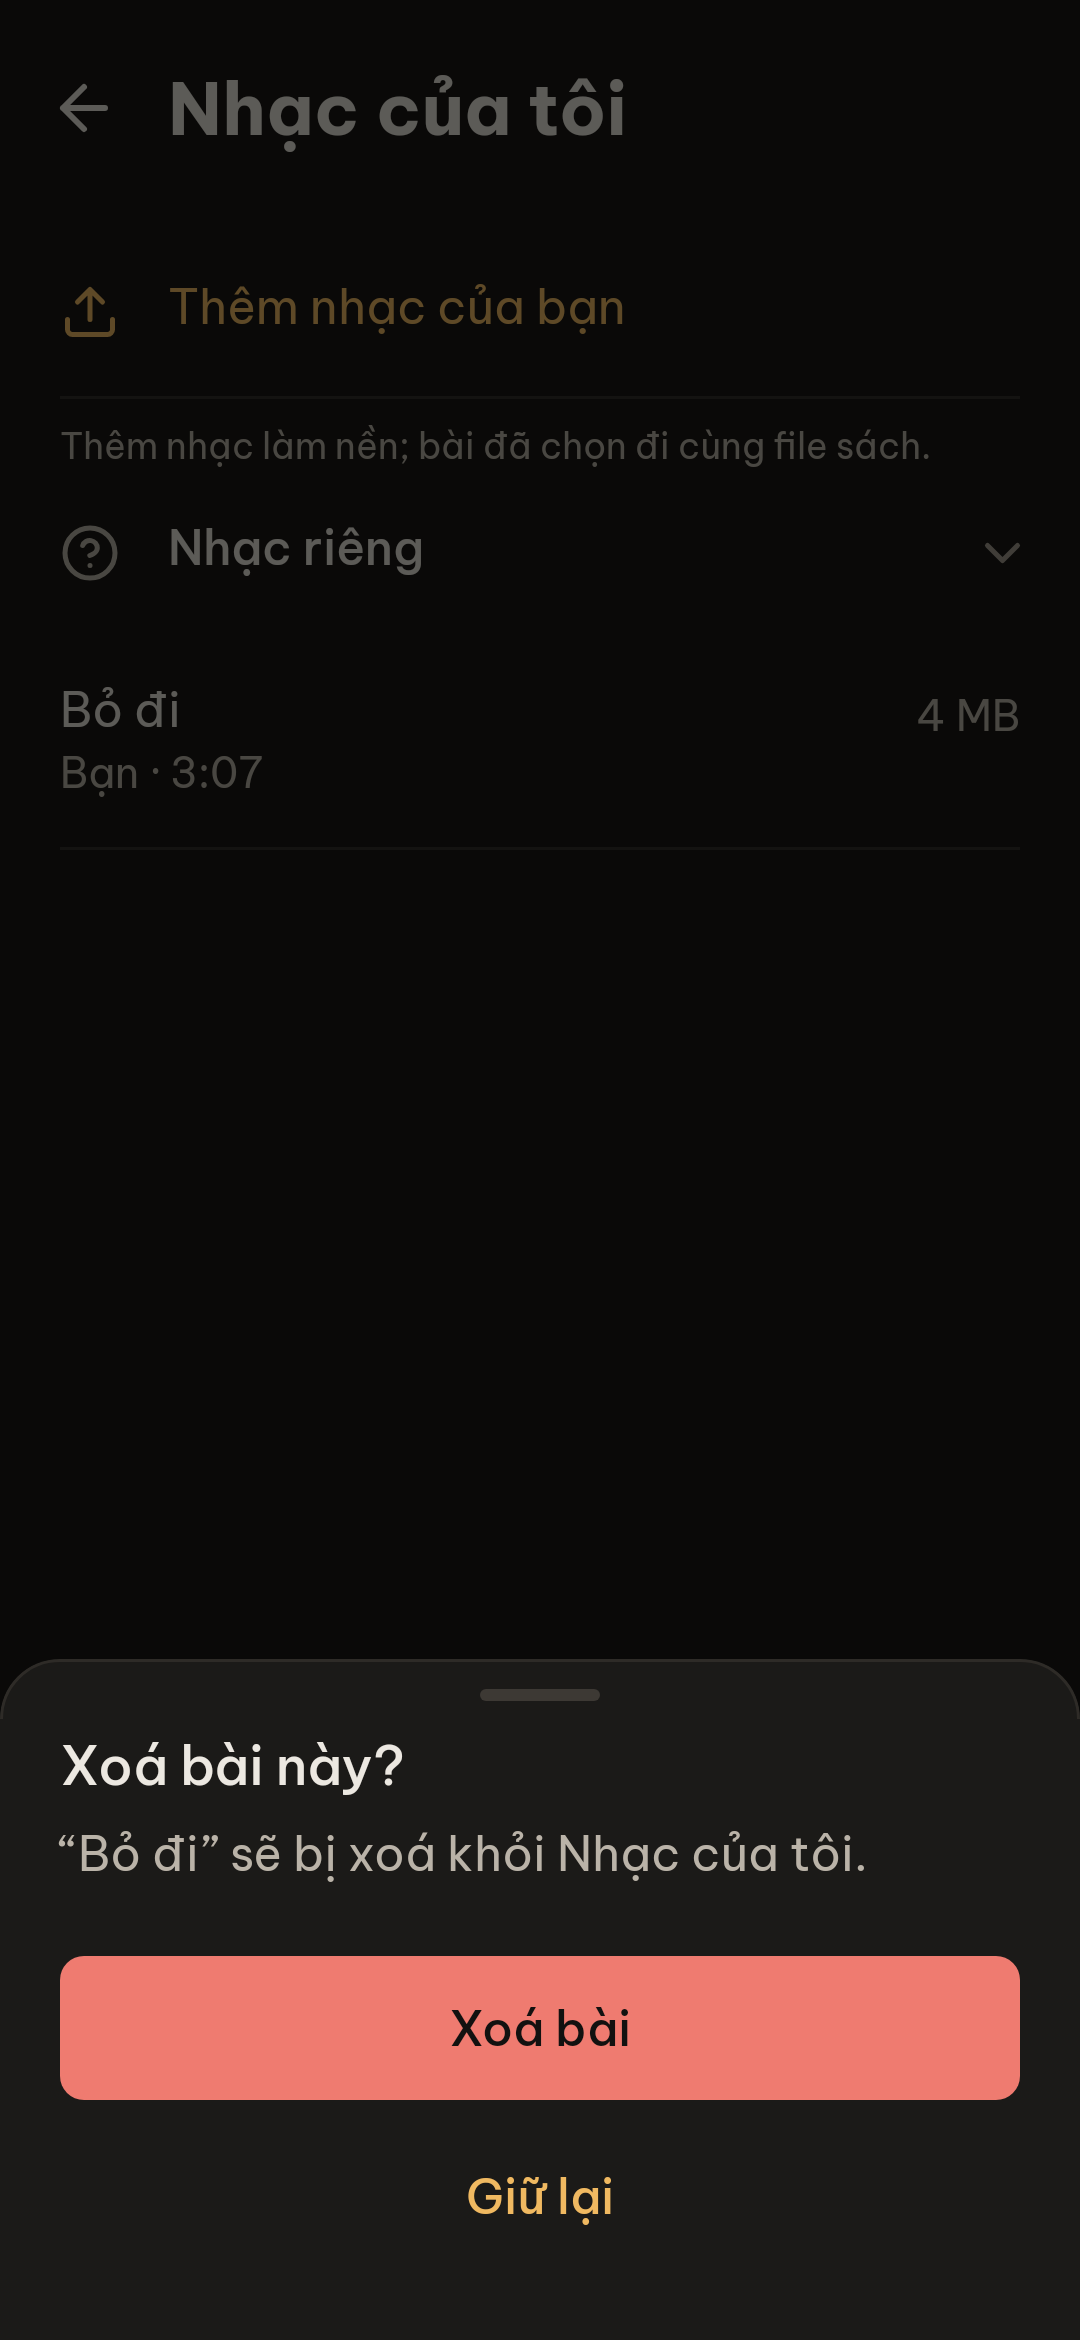 Nhạc của tôi
Thêm nhạc của bạn
Thêm nhạc làm nền; bài đã chọn đi cùng file sách.
Nhạc riêng
Bỏ đi
4 MB
Bạn · 3:07
Xoá bài này?
“Bỏ đi” sẽ bị xoá khỏi Nhạc của tôi.
Xoá bài
Giữ lại